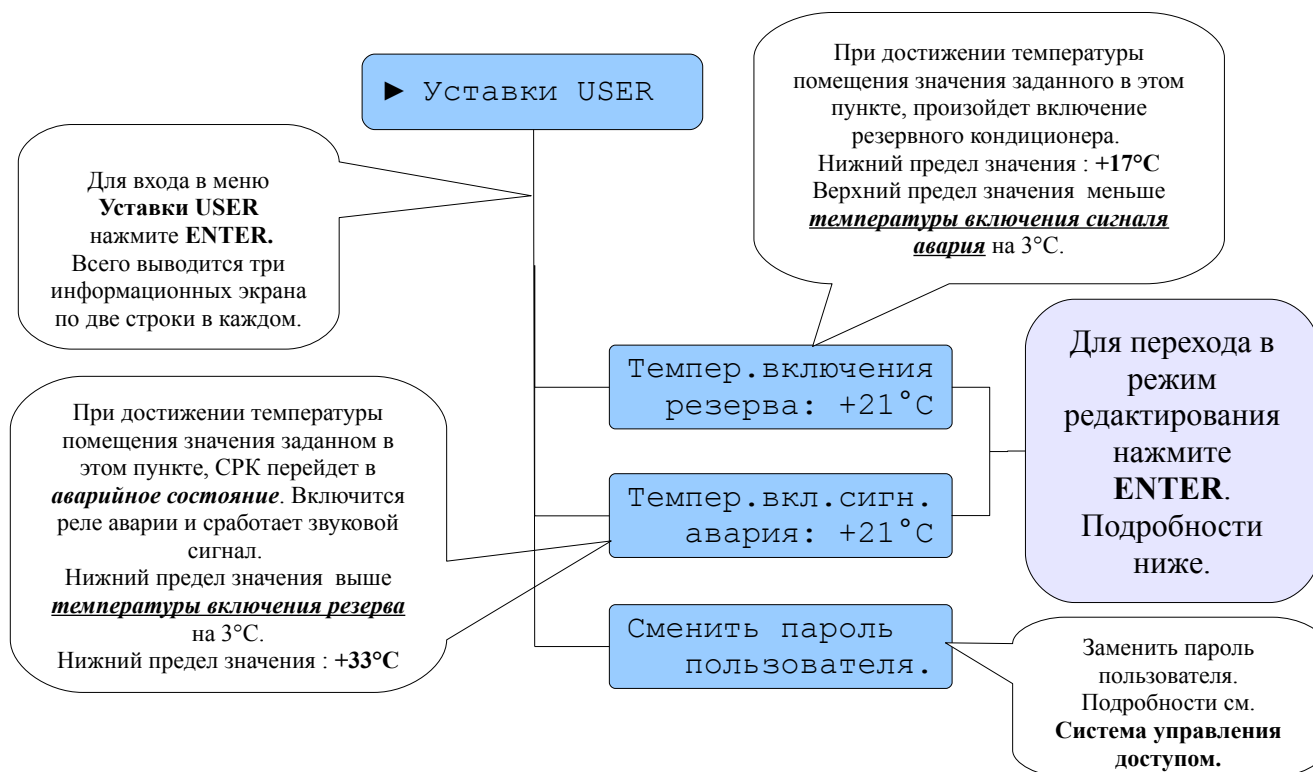 ► Уставки USER
При достижении температуры
помещения значения заданного в этом
пункте, произойдет включение
резервного кондиционера.
Нижний предел значения : +17°C
Верхний предел значения меньше
температуры включения сигналя
авария на 3°C.
Для входа в меню
Уставки USER
нажмите ENTER.
Всего выводится три
информационных экрана
по две строки в каждом.
Темпер.включения
резерва: +21°C
Для перехода в
режим
редактирования
нажмите
ENTER.
Подробности
ниже.
При достижении температуры
помещения значения заданном в
этом пункте, СРК перейдет в
аварийное состояние. Включится
реле аварии и сработает звуковой
сигнал.
Нижний предел значения выше
температуры включения резерва
на 3°C.
Нижний предел значения : +33°C
Темпер.вкл.сигн.
авария: +21°C
Сменить пароль
пользователя.
Заменить пароль
пользователя.
Подробности см.
Система управления
доступом.